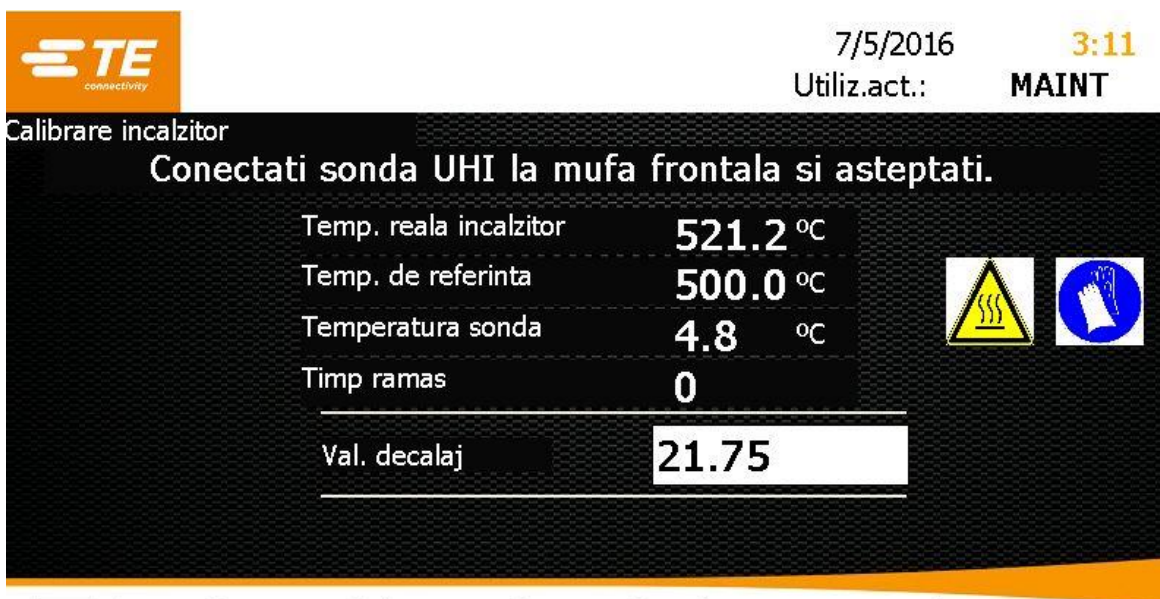 TE
connectivity
7/5/2016 3:11
Utiliz.act.: MAINT
Calibrare incalzitor
Conectati sonda UHI la mufa frontala si asteptati.
Temp. reala incalzitor 521.2 ºC
Temp. de referinta 500.0 ºC
Temperatura sonda 4.8 ºC
Timp ramas 0
Val. decalaj 21.75